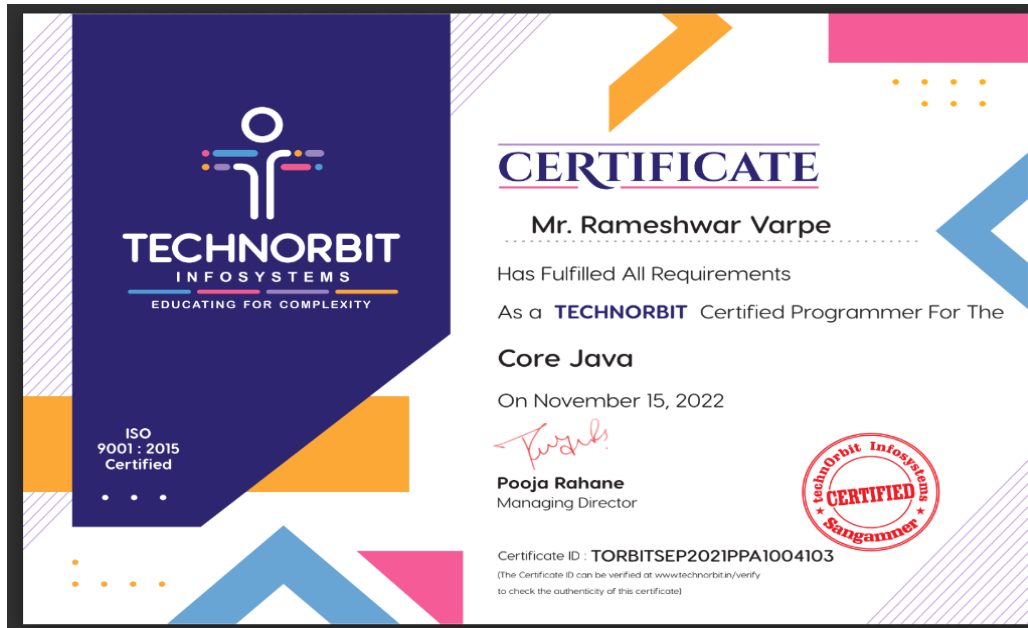 TECHNORBIT
INFOSYSTEMS
EDUCATING FOR COMPLEXITY
ISO
9001 : 2015
Certified
CERTIFICATE
Mr. Rameshwar Varpe
Has Fulfilled All Requirements
As a TECHNORBIT Certified Programmer For The
Core Java
On November 15, 2022
Pooja Rahane
Managing Director
technOrbit Infosystems
CERTIFIED
Sangamner
Certificate ID : TORBITSEP2021PPA1004103
(The Certificate ID can be verified at www.technorbit.in/verify
to check the authenticity of this certificate)